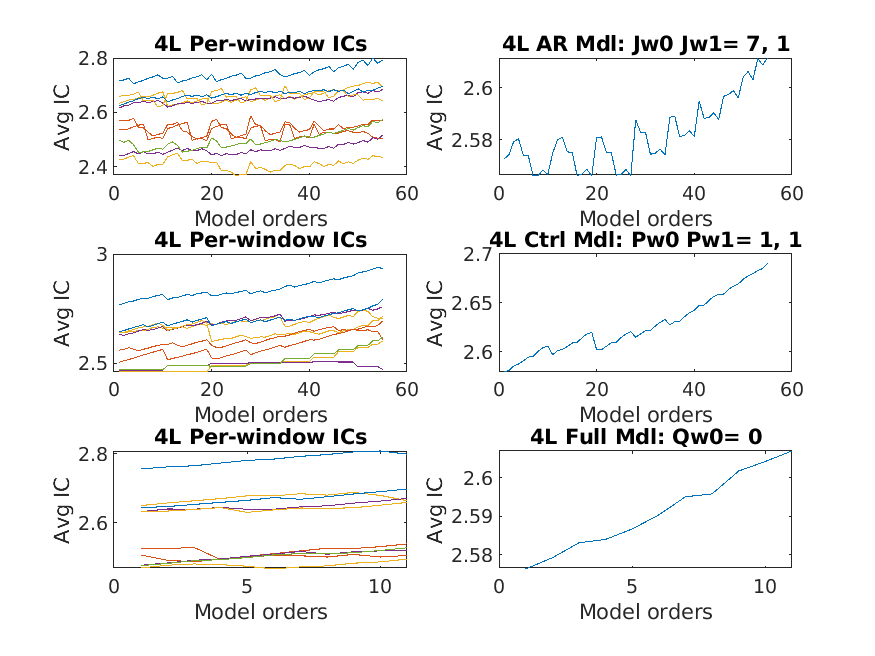 4L Per-window ICs
Avg IC
2.8
2.6
2.4
0
20
40
60
Model orders
4L AR Mdl: Jw0 Jw1= 7, 1
Avg IC
2.6
2.58
0
20
40
60
Model orders
4L Per-window ICs
Avg IC
3
2.5
0
20
40
60
Model orders
4L Ctrl Mdl: Pw0 Pw1= 1, 1
Avg IC
2.7
2.65
2.6
0
20
40
60
Model orders
4L Per-window ICs
Avg IC
2.8
2.6
0
5
10
Model orders
4L Full Mdl: Qw0= 0
Avg IC
2.6
2.59
2.58
0
5
10
Model orders